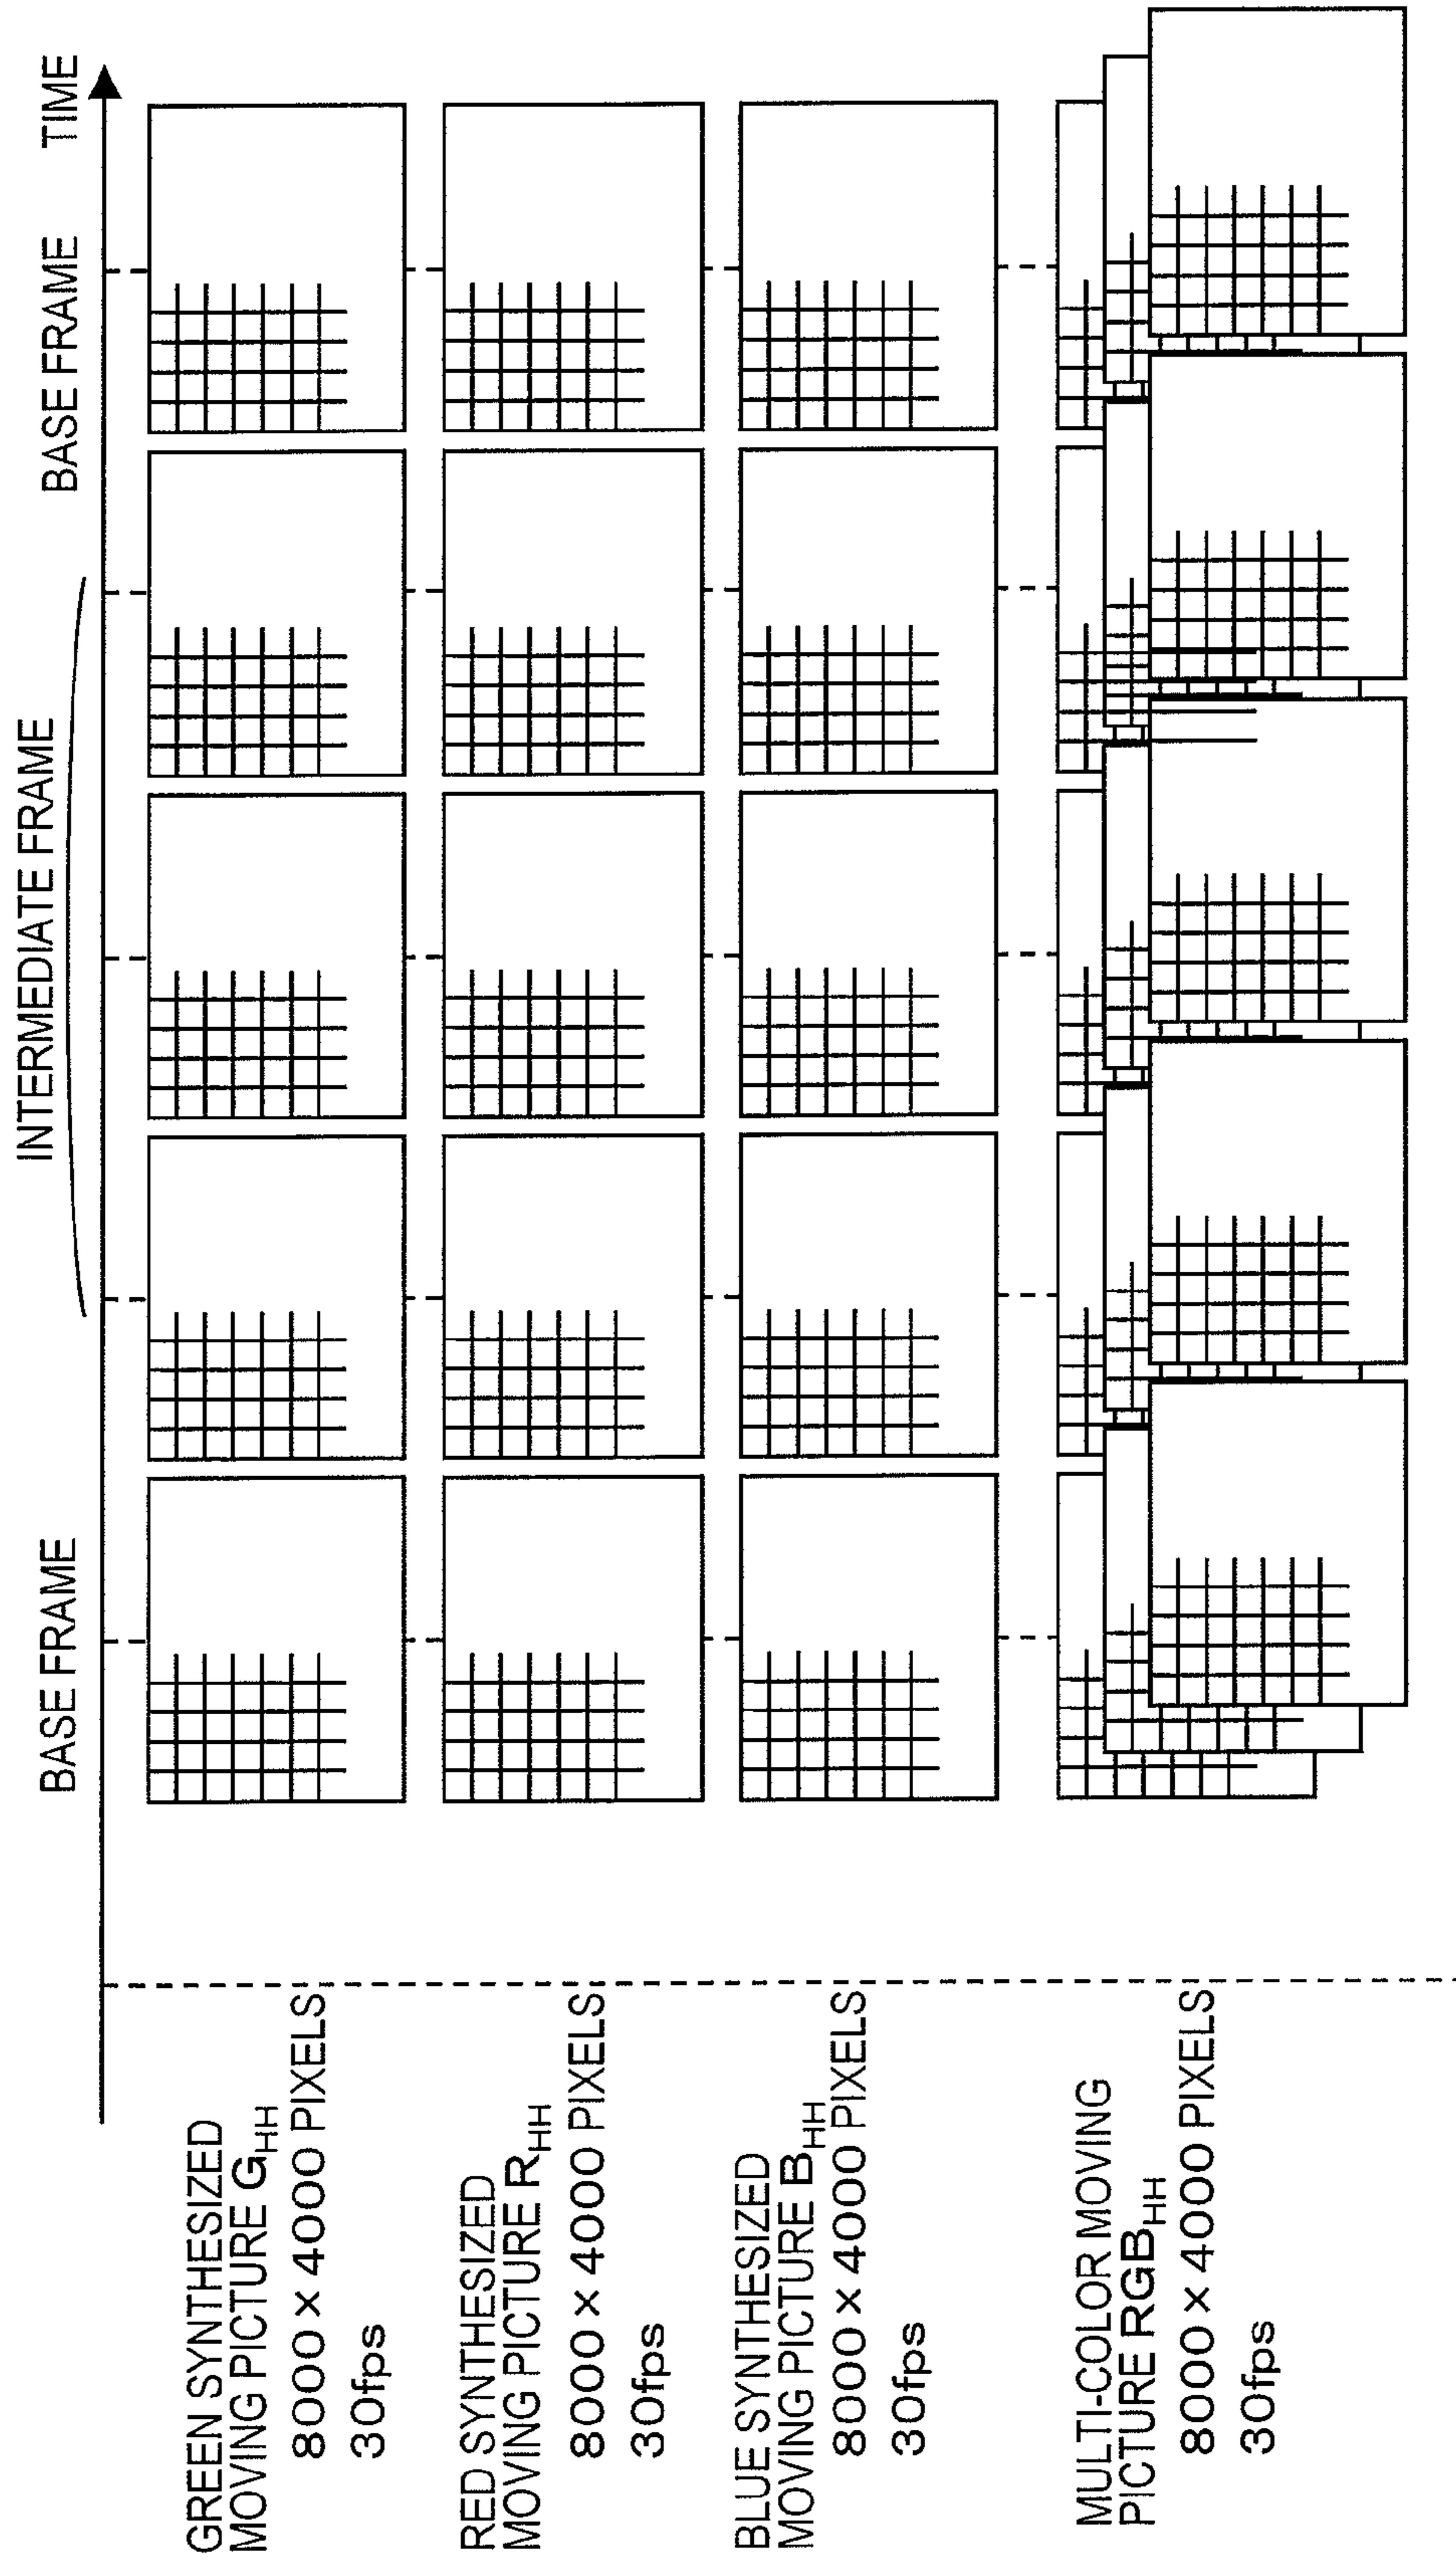 INTERMEDIATE FRAME
BASE FRAME
BASE FRAME
TIME
GREEN SYNTHESIZED
MOVING PICTURE GHH
8000 × 4000 PIXELS
30fps
RED SYNTHESIZED
MOVING PICTURE RHH
8000 × 4000 PIXELS
30fps
BLUE SYNTHESIZED
MOVING PICTURE BHH
8000 × 4000 PIXELS
30fps
MULTI-COLOR MOVING
PICTURE RGBHH
8000 × 4000 PIXELS
30fps